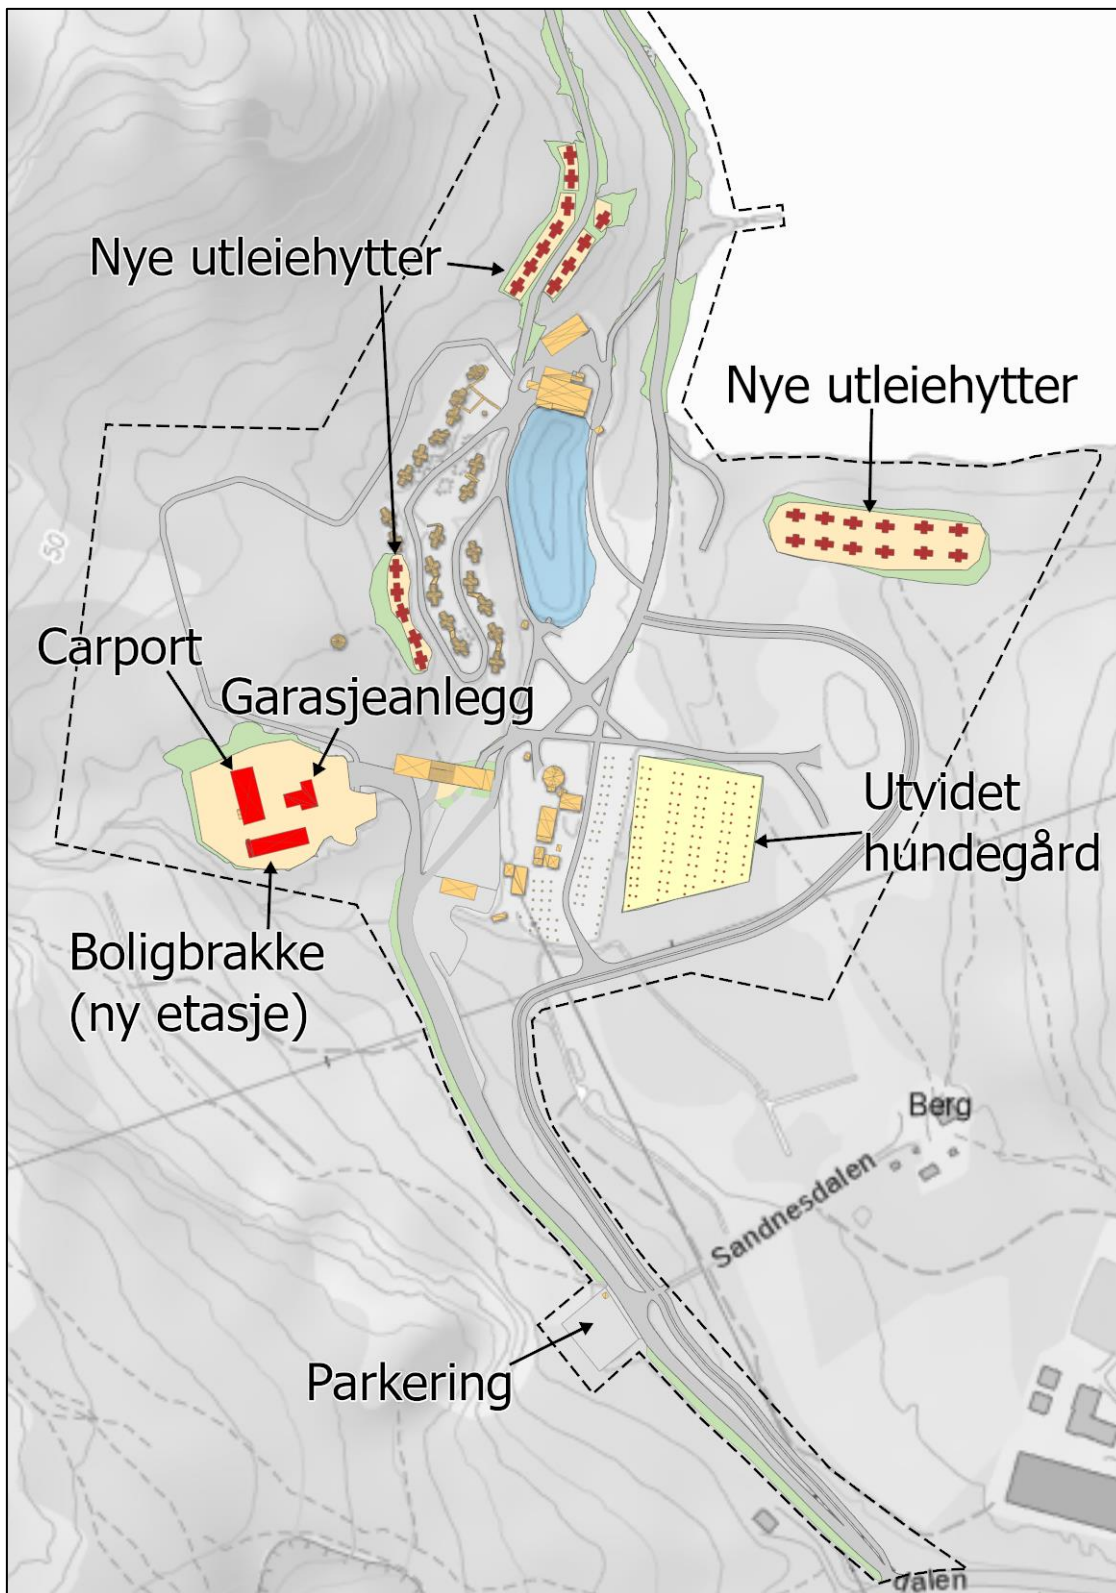 Nye utleiehytter
Nye utleiehytter
50
Carport
Garasjeanlegg
Utvidet
hundegård
Boligbrakke
(ny etasje)
Berg
Sandnesdalen
Parkering
dalen